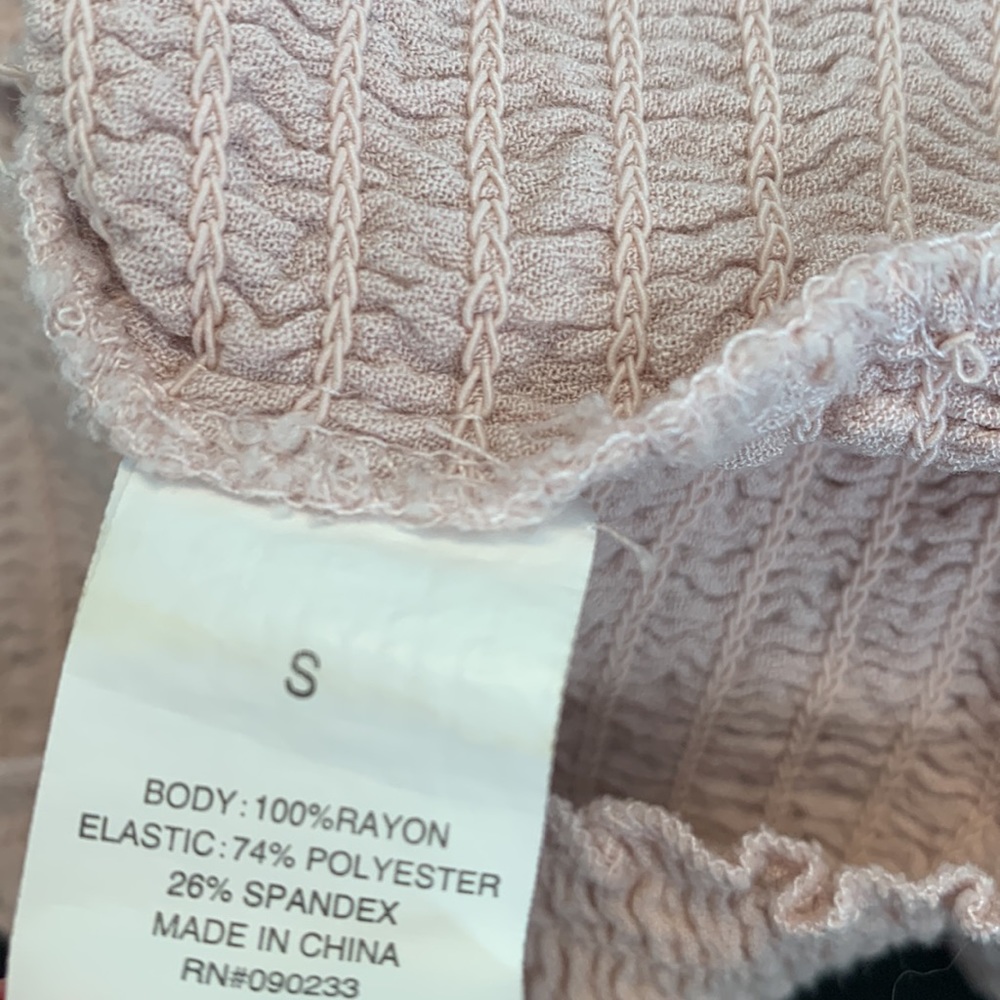 S
BODY:100%RAYON
ELASTIC:74% POLYESTER
26% SPANDEX
MADE IN CHINA
RN#090233